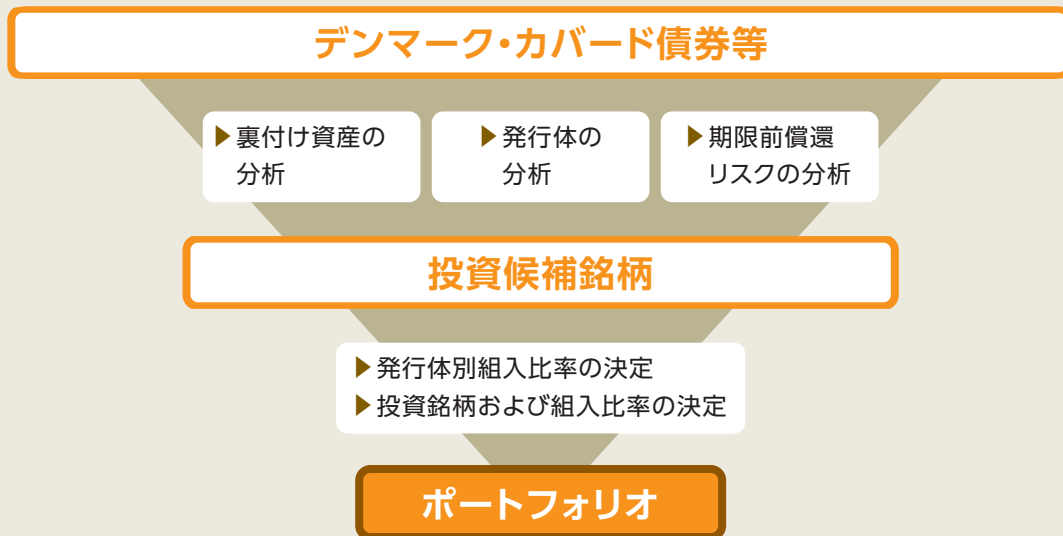 デンマーク・カバード債券等
▶裏付け資産の
分析
▶発行体の
分析
▶期限前償還
リスクの分析
投資候補銘柄
▶発行体別組入比率の決定
▶投資銘柄および組入比率の決定
ポートフォリオ